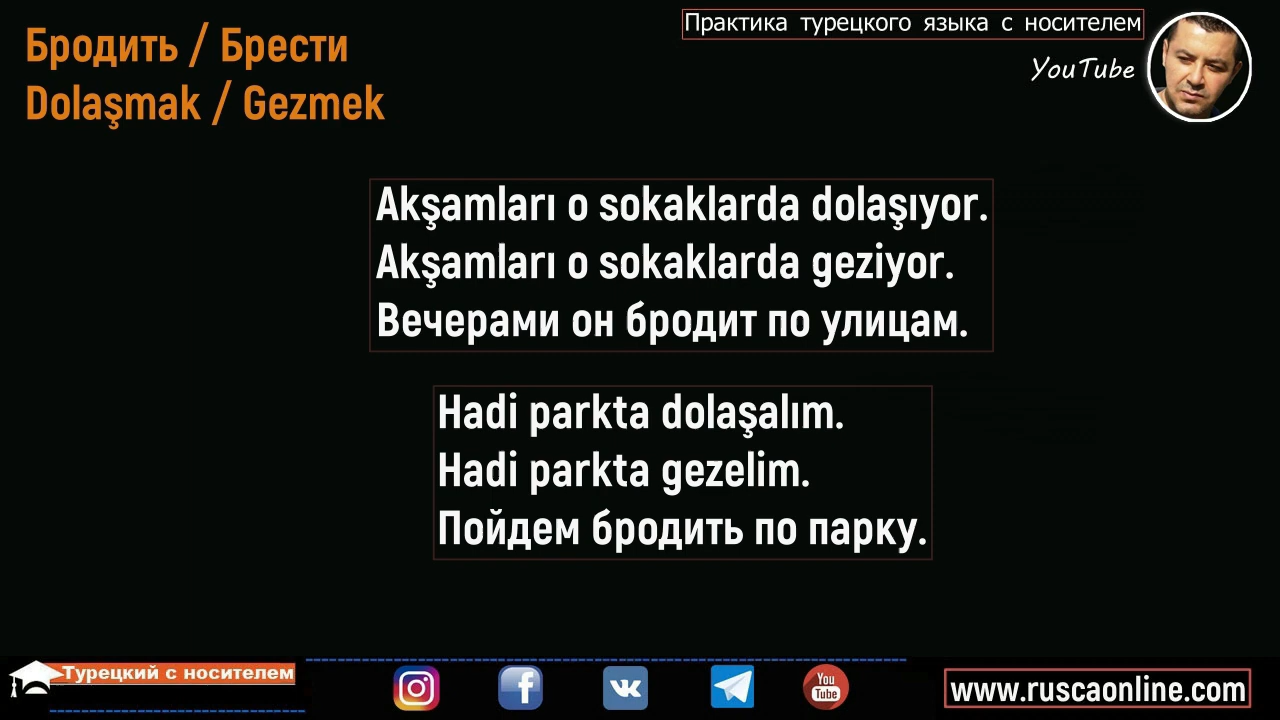 Бродить / Брести
Dolaşmak / Gezmek
Практика турецкого языка с носителем
YouTube
Akşamları o sokaklarda dolaşıyor.
Akşamları o sokaklarda geziyor.
Вечерами он бродит по улицам.
Hadi parkta dolaşalım.
Hadi parkta gezelim.
Пойдем бродить по парку.
Турецкий с носителем
You
Tube
www.ruscaonline.com